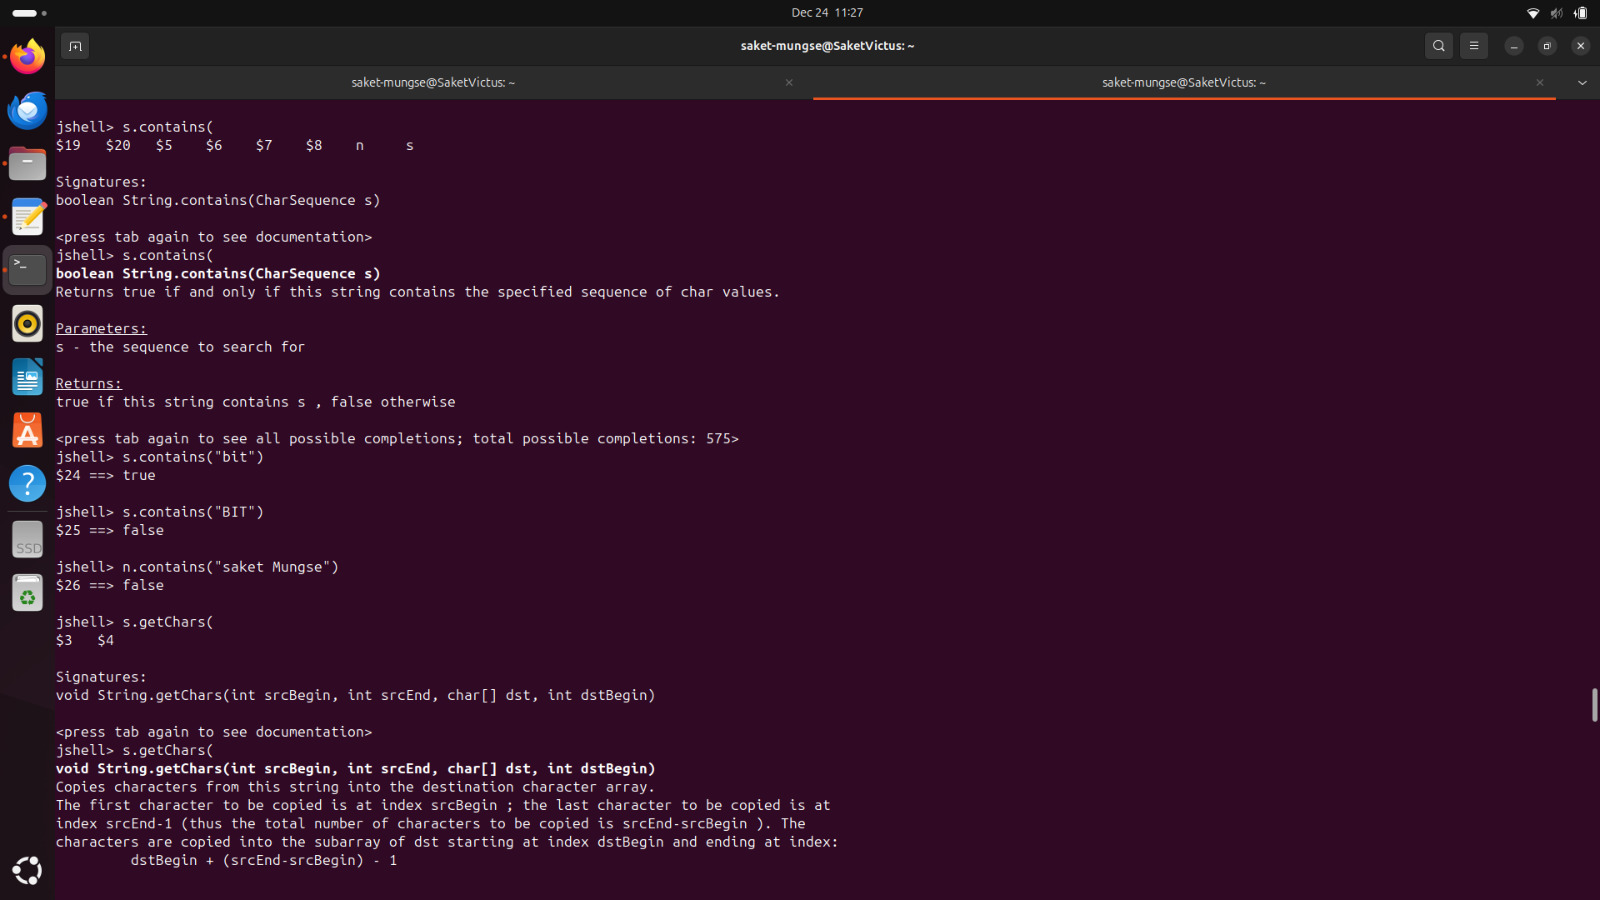 Dec 24 11:27
saket-mungse@SaketVictus: ~
saket-mungse@SaketVictus: ~
saket-mungse@SaketVictus: ~
jshell> s.contains(
$19   $20   $5    $6    $7    $8    n     s
Signatures:
boolean String.contains(CharSequence s)
<press tab again to see documentation>
jshell> s.contains(
boolean String.contains(CharSequence s)
Returns true if and only if this string contains the specified sequence of char values.
Parameters:
s - the sequence to search for
Returns:
true if this string contains s , false otherwise
<press tab again to see all possible completions; total possible completions: 575>
jshell> s.contains("bit")
$24 ==> true
jshell> s.contains("BIT")
$25 ==> false
jshell> n.contains("saket Mungse")
$26 ==> false
jshell> s.getChars(
$3   $4
Signatures:
void String.getChars(int srcBegin, int srcEnd, char[] dst, int dstBegin)
<press tab again to see documentation>
jshell> s.getChars(
void String.getChars(int srcBegin, int srcEnd, char[] dst, int dstBegin)
Copies characters from this string into the destination character array.
The first character to be copied is at index srcBegin ; the last character to be copied is at
index srcEnd-1 (thus the total number of characters to be copied is srcEnd-srcBegin ). The
characters are copied into the subarray of dst starting at index dstBegin and ending at index:
dstBegin + (srcEnd-srcBegin) - 1
SSD